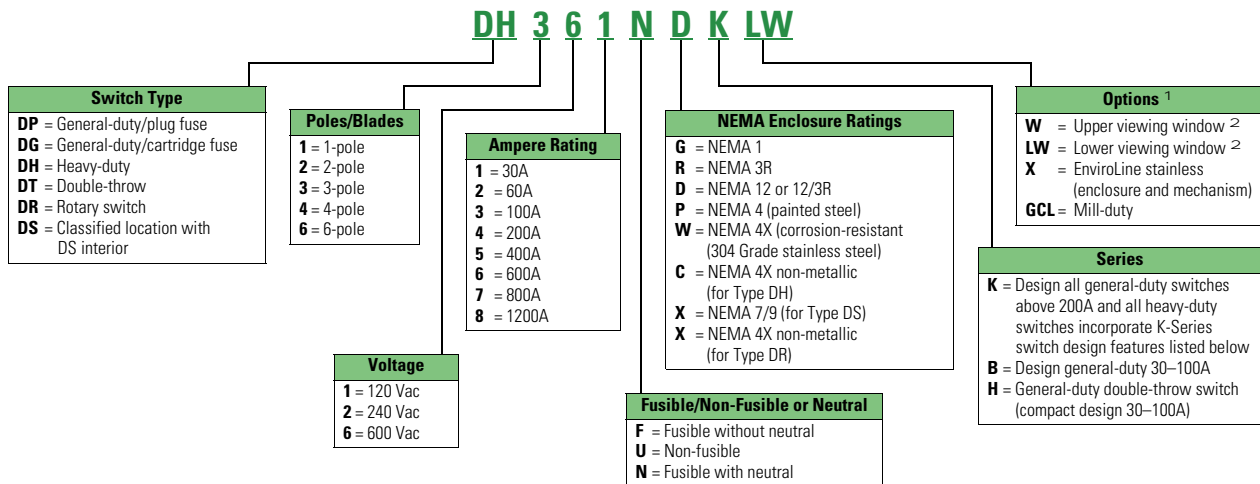 DH 3 6 1 N D K LW
Switch Type
DP = General-duty/plug fuse
DG = General-duty/cartridge fuse
DH = Heavy-duty
DT = Double-throw
DR = Rotary switch
DS = Classified location with
DS interior
Poles/Blades
1 = 1-pole
2 = 2-pole
3 = 3-pole
4 = 4-pole
6 = 6-pole
Voltage
1 = 120 Vac
2 = 240 Vac
6 = 600 Vac
Ampere Rating
1 = 30A
2 = 60A
3 = 100A
4 = 200A
5 = 400A
6 = 600A
7 = 800A
8 = 1200A
Fusible/Non-Fusible or Neutral
F = Fusible without neutral
U = Non-fusible
N = Fusible with neutral
NEMA Enclosure Ratings
G = NEMA 1
R = NEMA 3R
D = NEMA 12 or 12/3R
P = NEMA 4 (painted steel)
W = NEMA 4X (corrosion-resistant
(304 Grade stainless steel)
C = NEMA 4X non-metallic
(for Type DH)
X = NEMA 7/9 (for Type DS)
X = NEMA 4X non-metallic
(for Type DR)
Series
K = Design all general-duty switches
above 200A and all heavy-duty
switches incorporate K-Series
switch design features listed below
B = Design general-duty 30–100A
H = General-duty double-throw switch
(compact design 30–100A)
Options 1
W = Upper viewing window 2
LW = Lower viewing window 2
X = EnviroLine stainless
(enclosure and mechanism)
GCL = Mill-duty